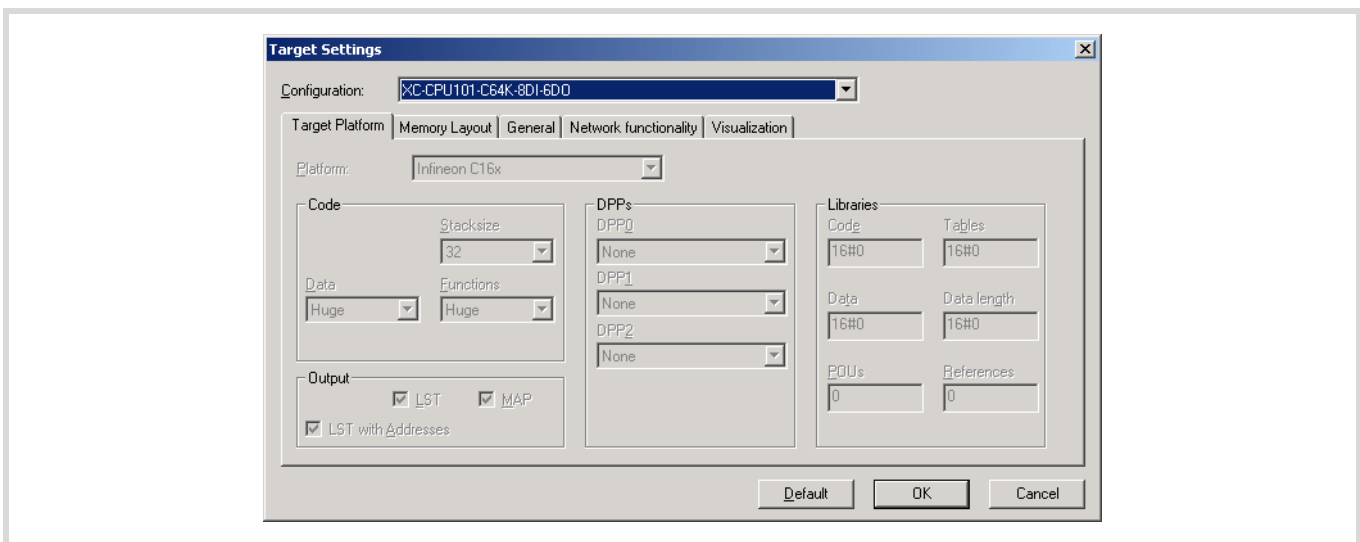 Target Settings
Configuration: XC-CPU101-C64K-8DI-6DO
Target Platform Memory Layout General Network functionality Visualization
Platform: Infineon C16x
Code
Stacksize
32
Data Functions
Huge Huge
Output
LST MAP
LST with Addresses
DPPs
DPP0
None
DPP1
None
DPP2
None
Libraries
Code Tables
16#0 16#0
Data Data length
16#0 16#0
POUs References
0 0
Default OK Cancel